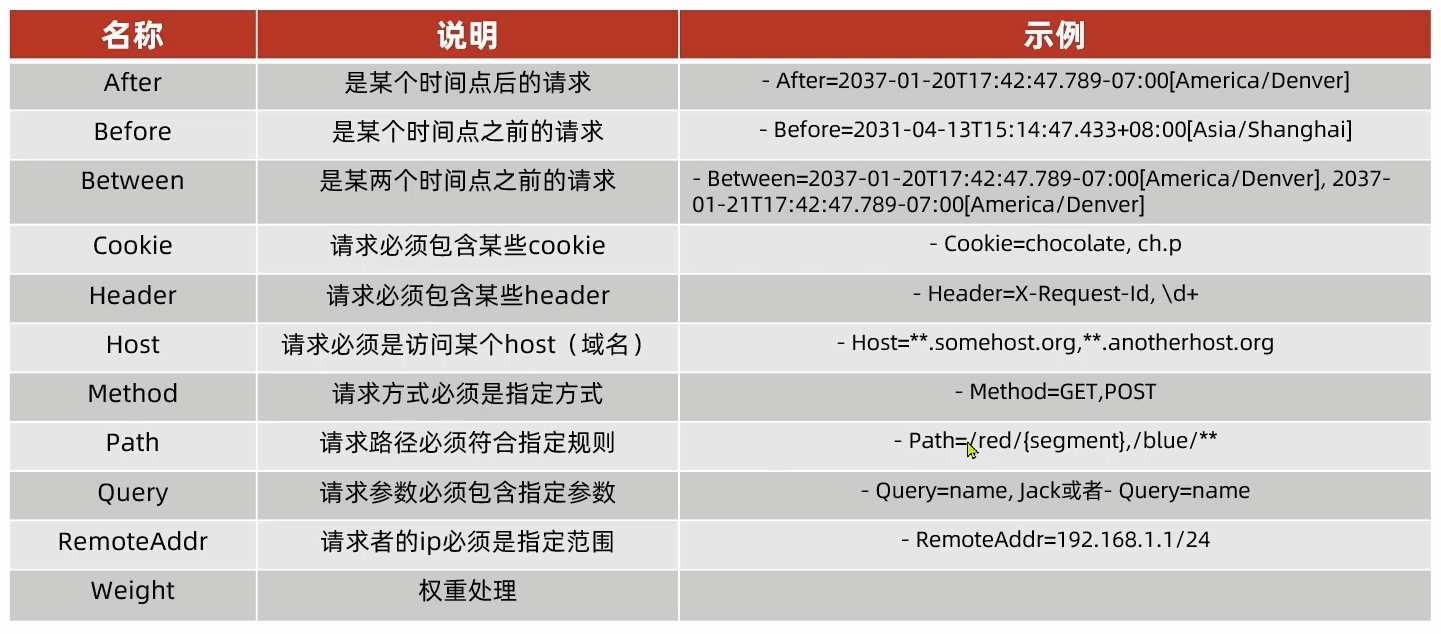 名称 说明 示例
After 是某个时间点后的请求 - After=2037-01-20T17:42:47.789-07:00[America/Denver]
Before 是某个时间点之前的请求 - Before=2031-04-13T15:14:47.433+08:00[Asia/Shanghai]
Between 是某两个时间点之前的请求 - Between=2037-01-20T17:42:47.789-07:00[America/Denver], 2037-
01-21T17:42:47.789-07:00[America/Denver]
Cookie 请求必须包含某些cookie - Cookie=chocolate, ch.p
Header 请求必须包含某些header - Header=X-Request-Id, \d+
Host 请求必须是访问某个host（域名） - Host=**.somehost.org,**.anotherhost.org
Method 请求方式必须是指定方式 - Method=GET,POST
Path 请求路径必须符合指定规则 - Path=/red/{segment},/blue/**
Query 请求参数必须包含指定参数 - Query=name, Jack或者- Query=name
RemoteAddr 请求者的ip必须是指定范围 - RemoteAddr=192.168.1.1/24
Weight 权重处理